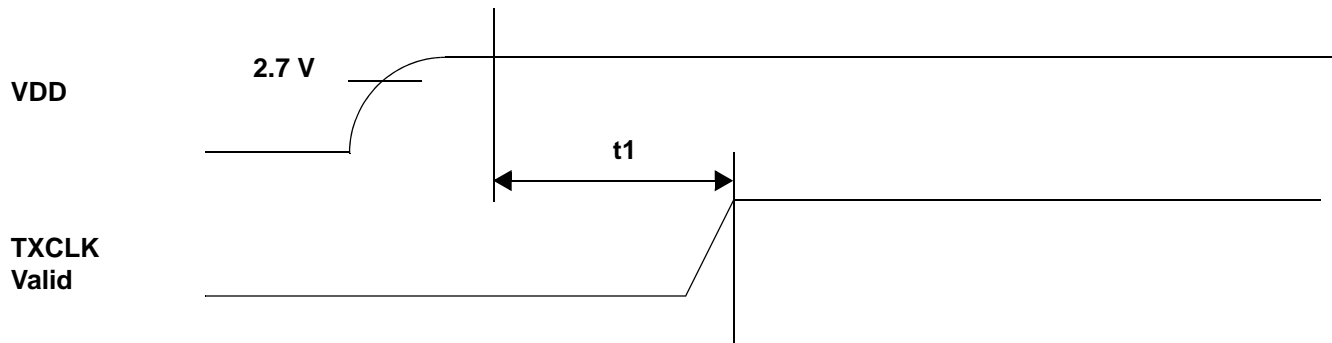 2.7 V
VDD
t1
TXCLK
Valid